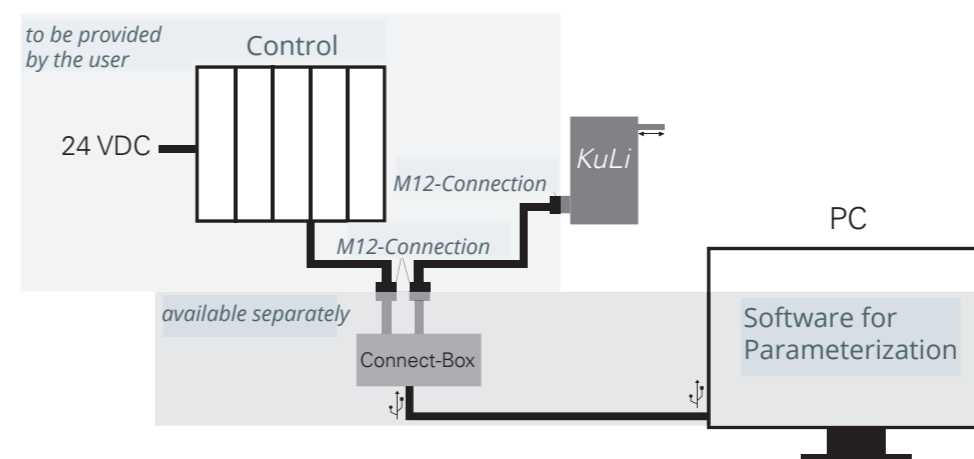 to be provided
by the user
Control
24 VDC
M12-Connection
KuLi
M12-Connection
PC
available separately
Connect-Box
Software for
Parameterization